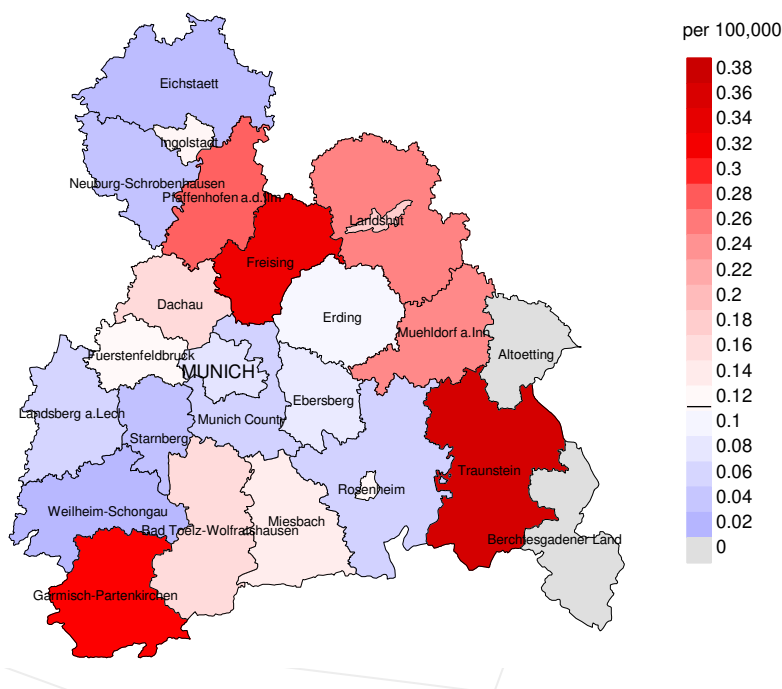 per 100,000
0.38
0.36
0.34
0.32
0.3
0.28
0.26
0.24
0.22
0.2
0.18
0.16
0.14
0.12
0.1
0.08
0.06
0.04
0.02
0
Eichstaett
Ingolstadt
Neuburg-Schrobenhausen
Pfaffenhofen a.d.Ilm
Landshut
Freising
Dachau
Erding
Muehldorf a.Inn
Altoetting
Fuerstenfeldbruck
MUNICH
Ebersberg
Landsberg a.Lech
Munich County
Starnberg
Traunstein
Rosenheim
Weilheim-Schongau
Miesbach
Bad Toelz-Wolfratshausen
Berchtesgadener Land
Garmisch-Partenkirchen